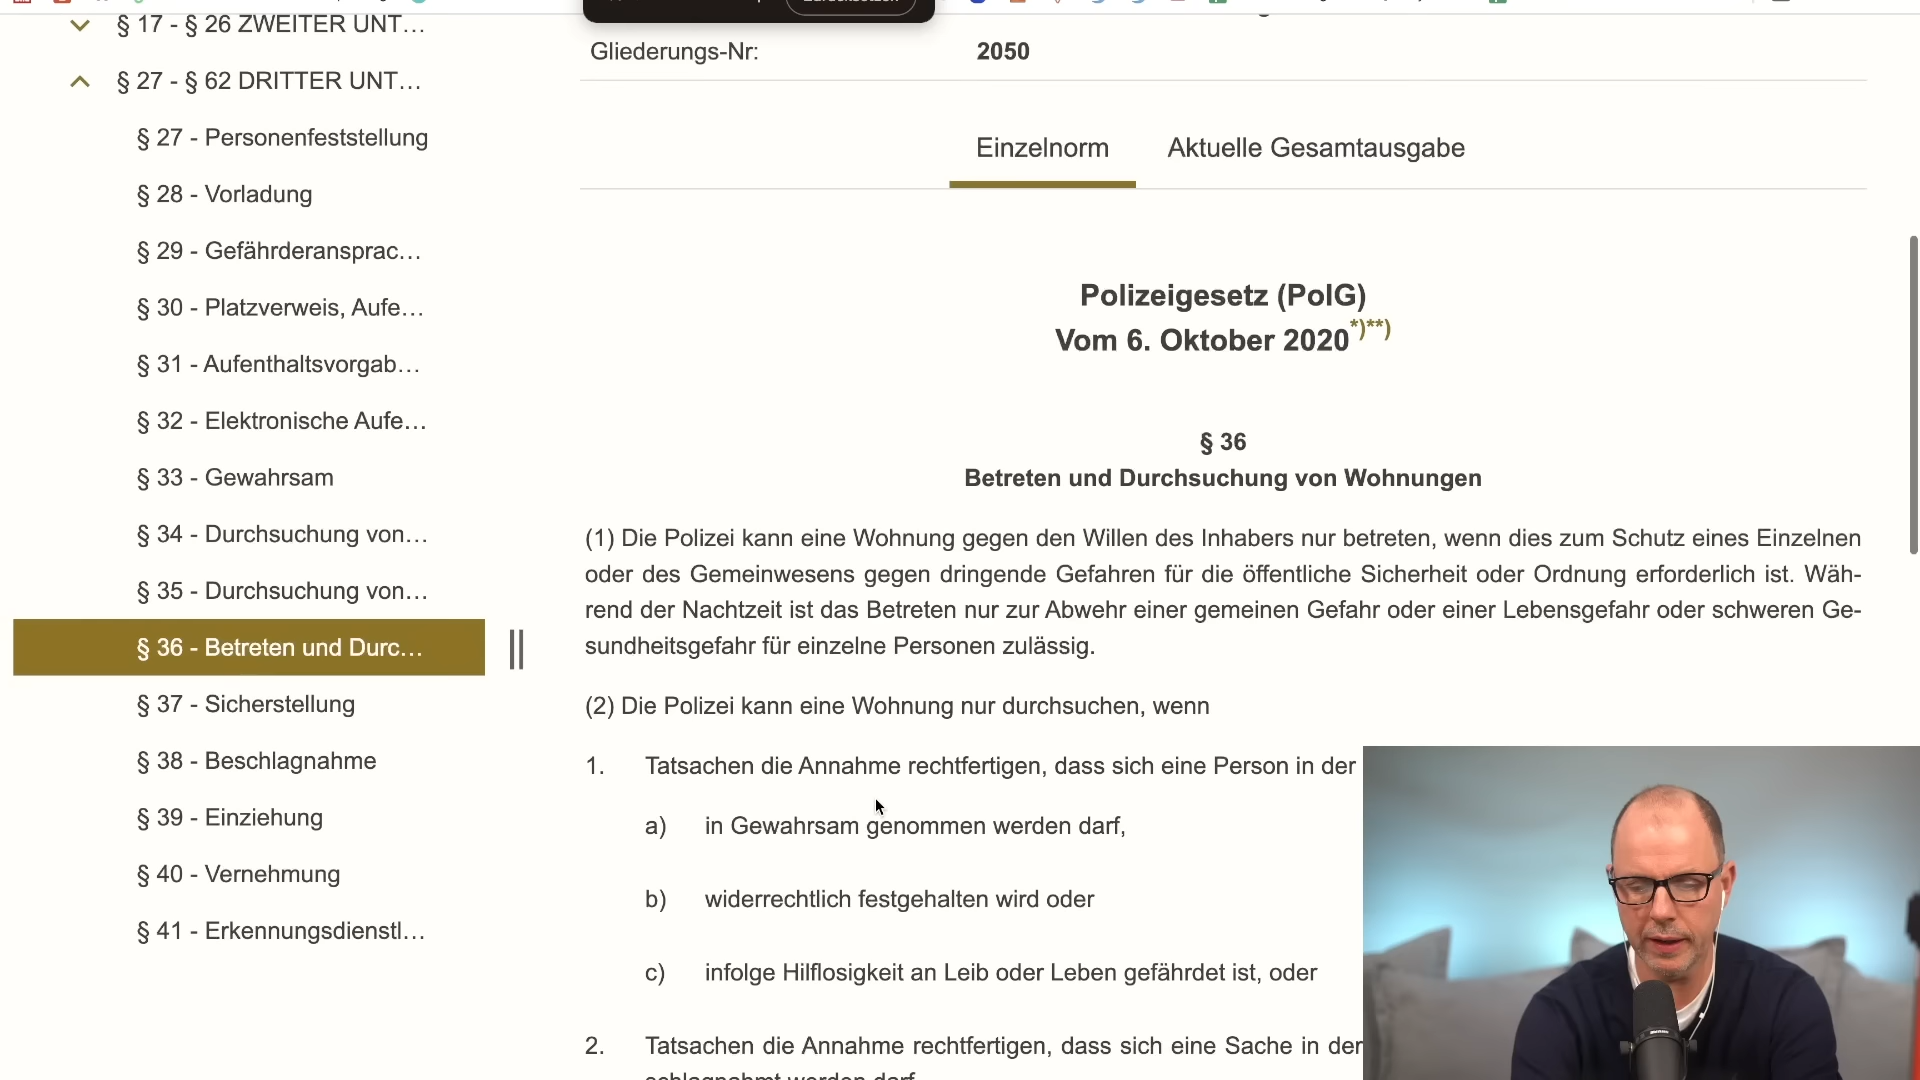 § 17 - § 26 ZWEITER UNT…
§ 27 - § 62 DRITTER UNT…
§ 27 - Personenfeststellung
§ 28 - Vorladung
§ 29 - Gefährderansprac…
§ 30 - Platzverweis, Aufe…
§ 31 - Aufenthaltsvorgab…
§ 32 - Elektronische Aufe…
§ 33 - Gewahrsam
§ 34 - Durchsuchung von…
§ 35 - Durchsuchung von…
§ 36 - Betreten und Durc…
§ 37 - Sicherstellung
§ 38 - Beschlagnahme
§ 39 - Einziehung
§ 40 - Vernehmung
§ 41 - Erkennungsdienstl…
Gliederungs-Nr: 2050
Einzelnorm Aktuelle Gesamtausgabe
Polizeigesetz (PolG)
Vom 6. Oktober 2020*)**)
§ 36
Betreten und Durchsuchung von Wohnungen
(1) Die Polizei kann eine Wohnung gegen den Willen des Inhabers nur betreten, wenn dies zum Schutz eines Einzelnen
oder des Gemeinwesens gegen dringende Gefahren für die öffentliche Sicherheit oder Ordnung erforderlich ist. Wäh-
rend der Nachtzeit ist das Betreten nur zur Abwehr einer gemeinen Gefahr oder einer Lebensgefahr oder schweren Ge-
sundheitsgefahr für einzelne Personen zulässig.
(2) Die Polizei kann eine Wohnung nur durchsuchen, wenn
1. Tatsachen die Annahme rechtfertigen, dass sich eine Person in der
a) in Gewahrsam genommen werden darf,
b) widerrechtlich festgehalten wird oder
c) infolge Hilflosigkeit an Leib oder Leben gefährdet ist, oder
2. Tatsachen die Annahme rechtfertigen, dass sich eine Sache in der
schlagnahmt werden darf